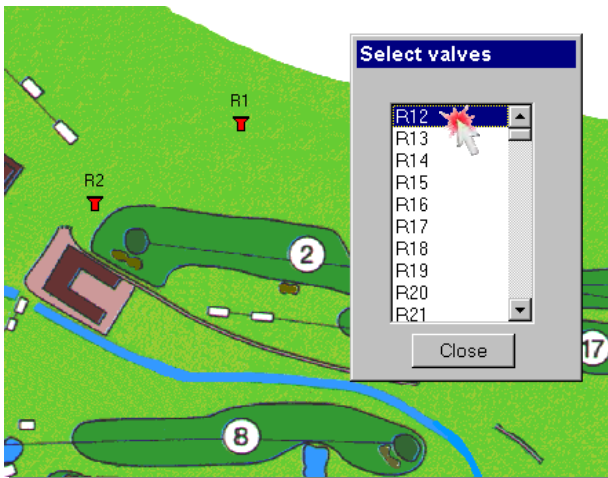 Select valves
R1
R12
R13
R14
R2
R15
R16
R17
2
R18
R19
R20
R21
Close
17
8